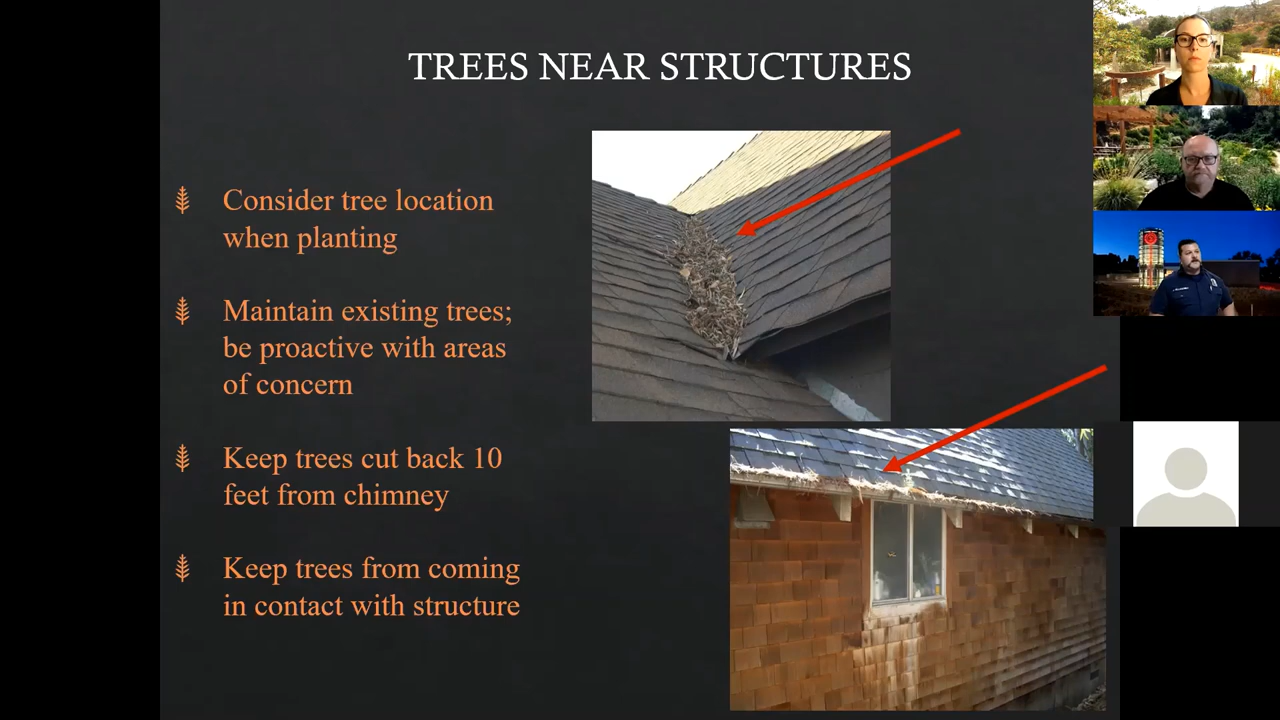 TREES NEAR STRUCTURES
Consider tree location
when planting
Maintain existing trees;
be proactive with areas
of concern
Keep trees cut back 10
feet from chimney
Keep trees from coming
in contact with structure